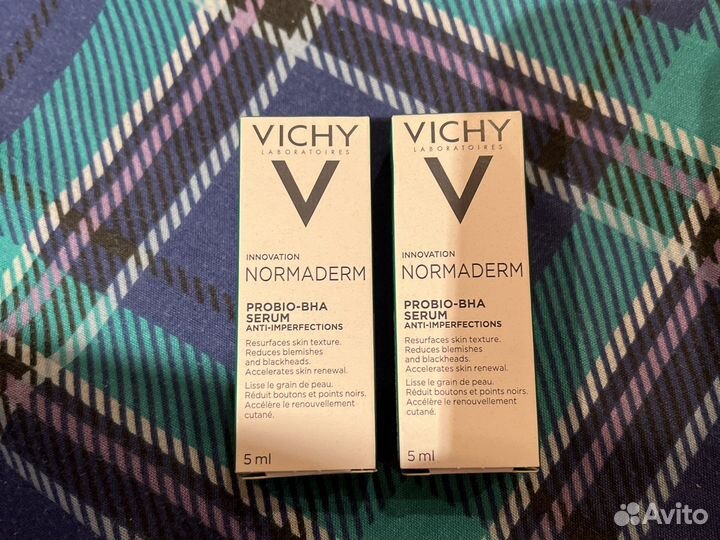 VICHY
LABORATOIRES
V
INNOVATION
NORMADERM
PROBIO-BHA
SERUM
ANTI-IMPERFECTIONS
Resurfaces skin texture.
Reduces blemishes
and blackheads.
Accelerates skin renewal.
Lisse le grain de peau.
Réduit boutons et points noirs.
Accélère le renouvellement
cutané.
5 ml
VICHY
LABORATOIRES
V
INNOVATION
NORMADERM
PROBIO-BHA
SERUM
ANTI-IMPERFECTIONS
Resurfaces skin texture.
Reduces blemishes
and blackheads.
Accelerates skin renewal.
Lisse le grain de peau.
Réduit boutons et points noirs.
Accélère le renouvellement
cutané.
5 ml
Avito